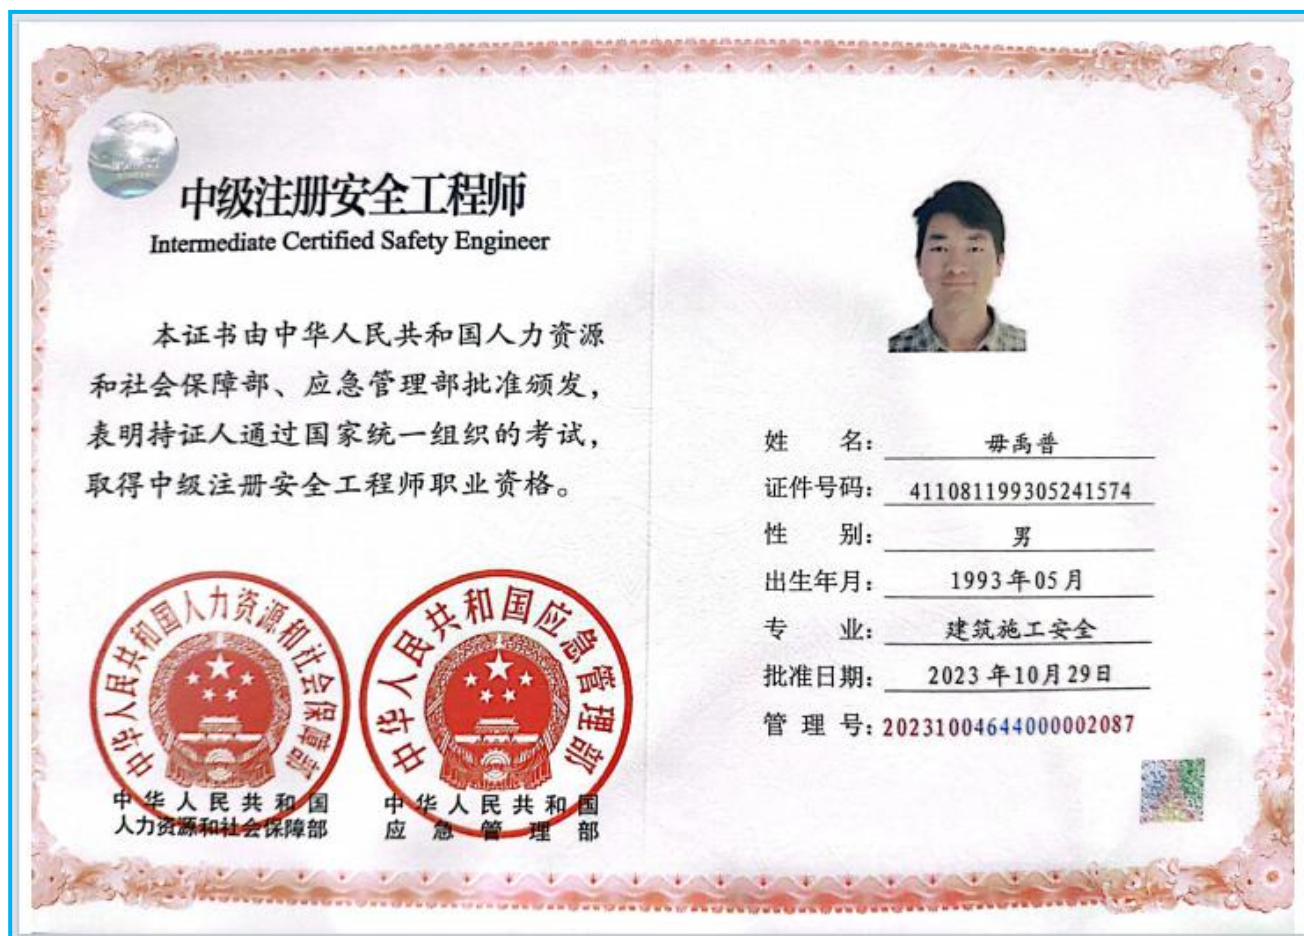 中级注册安全工程师
Intermediate Certified Safety Engineer
本证书由中华人民共和国人力资源
和社会保障部、应急管理部批准颁发，
表明持证人通过国家统一组织的考试，
取得中级注册安全工程师职业资格。
中华人民共和国人力资源和社会保障部
中华人民共和国应急管理部
中华人民共和国
人力资源和社会保障部
中华人民共和国
应急管理部
姓 名： 毋禹普
证件号码： 411081199305241574
性 别： 男
出生年月： 1993年05月
专 业： 建筑施工安全
批准日期： 2023年10月29日
管 理 号：20231004644000002087